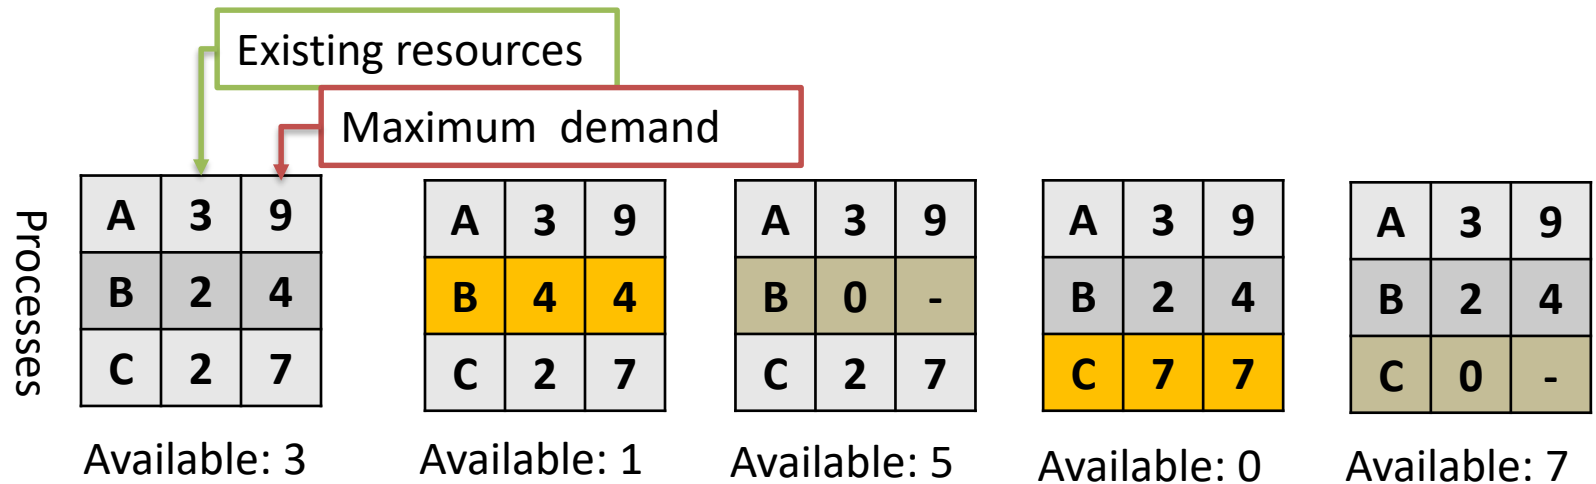 Existing resources
Maximum demand
Processes
A 3 9
B 2 4
C 2 7
Available: 3
A 3 9
B 4 4
C 2 7
Available: 1
A 3 9
B 0 -
C 2 7
Available: 5
A 3 9
B 2 4
C 7 7
Available: 0
A 3 9
B 2 4
C 0 -
Available: 7